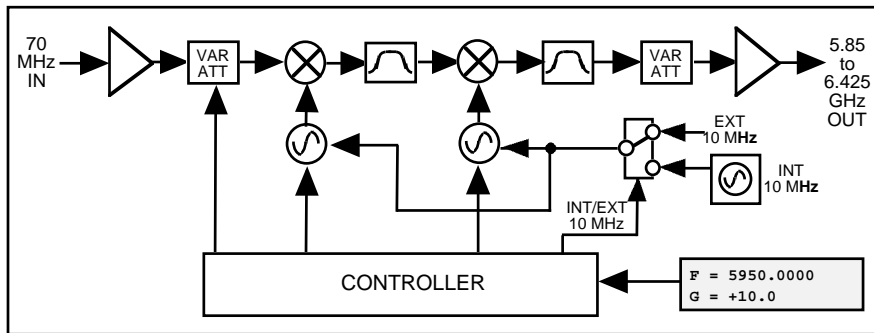 70
MHz
IN
VAR
ATT
VAR
ATT
5.85
to
6.425
GHz
OUT
EXT
10 MHz
INT
10 MHz
INT/EXT
10 MHz
CONTROLLER
F = 5950.0000
G = +10.0